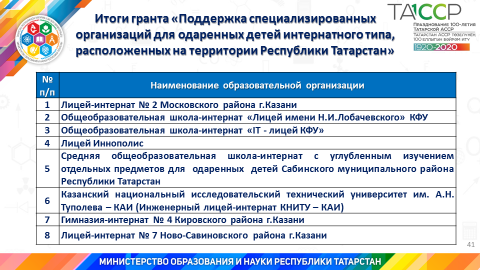 Итоги гранта «Поддержка специализированных
организаций для одаренных детей интернатного типа,
расположенных на территории Республики Татарстан»
ТАССР
ПРАЗДНОВАНИЕ 100-ЛЕТИЯ
ТАТАРСКОЙ АССР
1920-2020
№
п/п
Наименование образовательной организации
1 Лицей-интернат № 2 Московского района г.Казани
2 Общеобразовательная школа-интернат «Лицей имени Н.И.Лобачевского» КФУ
3 Общеобразовательная школа-интернат «IT - лицей КФУ»
4 Лицей Иннополис
5 Средняя общеобразовательная школа-интернат с углубленным изучением
отдельных предметов для одаренных детей Сабинского муниципального района
Республики Татарстан
6 Казанский национальный исследовательский технический университет им. А.Н.
Туполева – КАИ (Инженерный лицей-интернат КНИТУ – КАИ)
7 Гимназия-интернат № 4 Кировского района г.Казани
8 Лицей-интернат № 7 Ново-Савиновского района г.Казани
41
МИНИСТЕРСТВО ОБРАЗОВАНИЯ И НАУКИ РЕСПУБЛИКИ ТАТАРСТАН